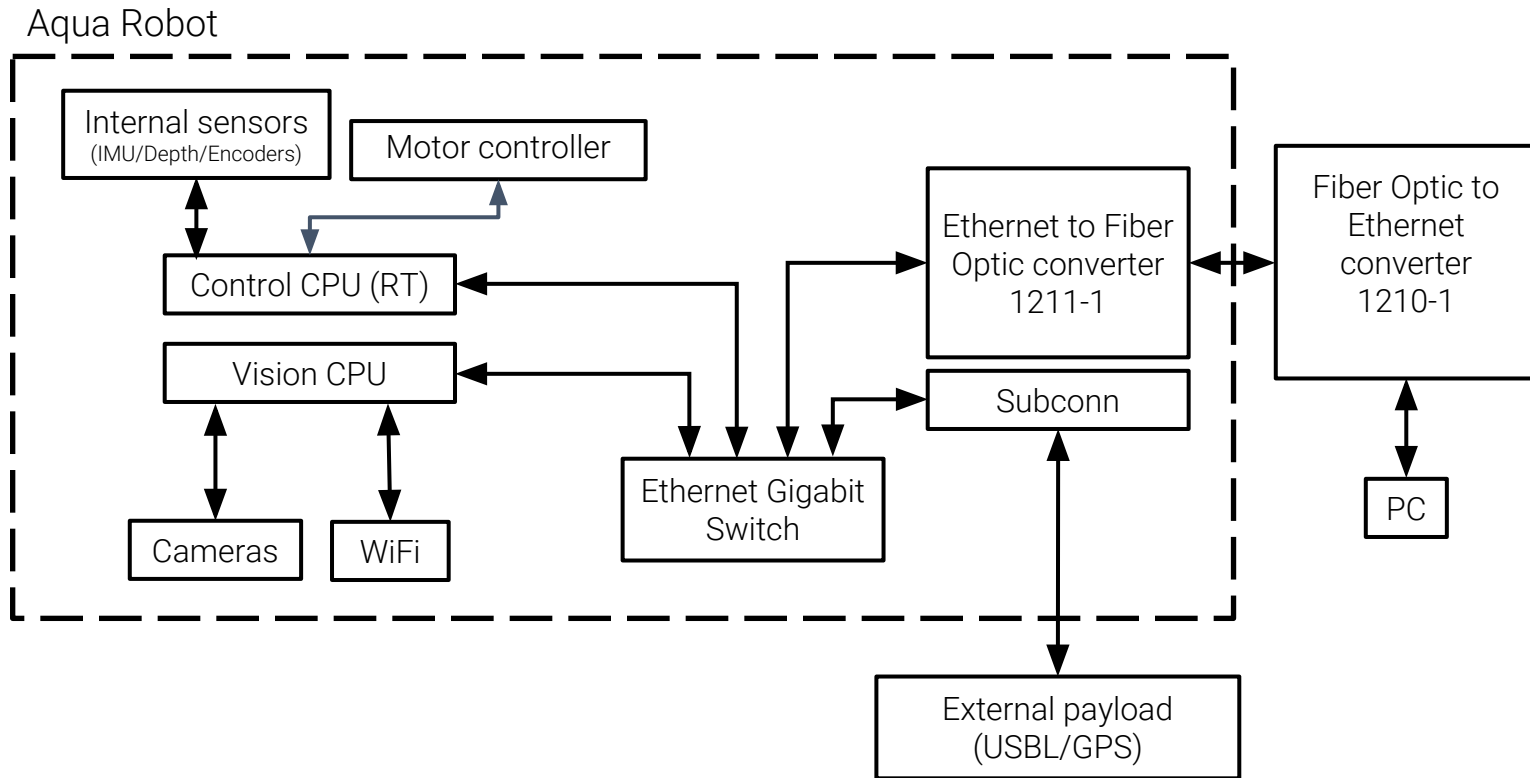 Aqua Robot
Internal sensors
(IMU/Depth/Encoders)
Motor controller
Control CPU (RT)
Vision CPU
Cameras
WiFi
Ethernet Gigabit
Switch
Ethernet to Fiber
Optic converter
1211-1
Subconn
Fiber Optic to
Ethernet
converter
1210-1
PC
External payload
(USBL/GPS)